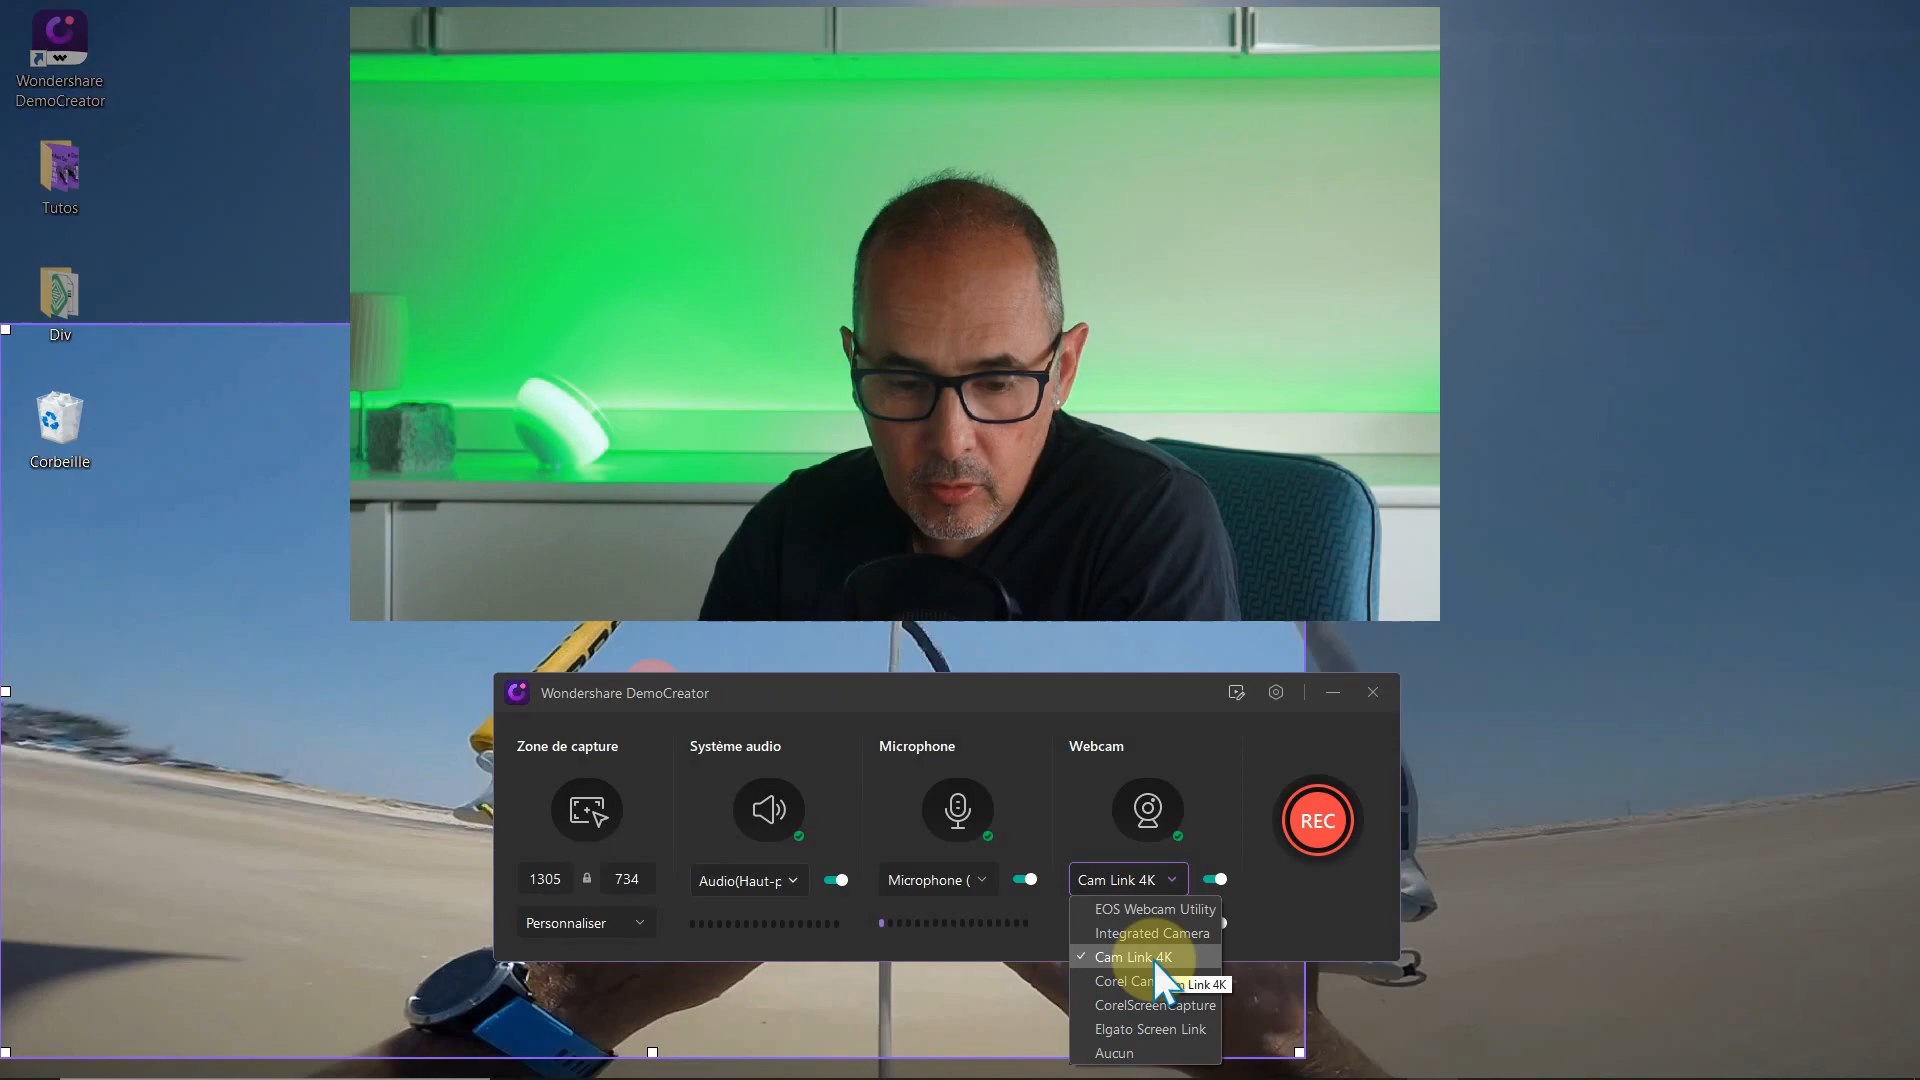 Wondershare
DemoCreator
Tutos
Div
Corbeille
Wondershare DemoCreator
Zone de capture
Système audio
Microphone
Webcam
REC
1305
734
Audio(Haut-p
Microphone (
Cam Link 4K
Personnaliser
EOS Webcam Utility
Integrated Camera
Cam Link 4K
Corel
Link 4K
CorelScreenCapture
Elgato Screen Link
Aucun